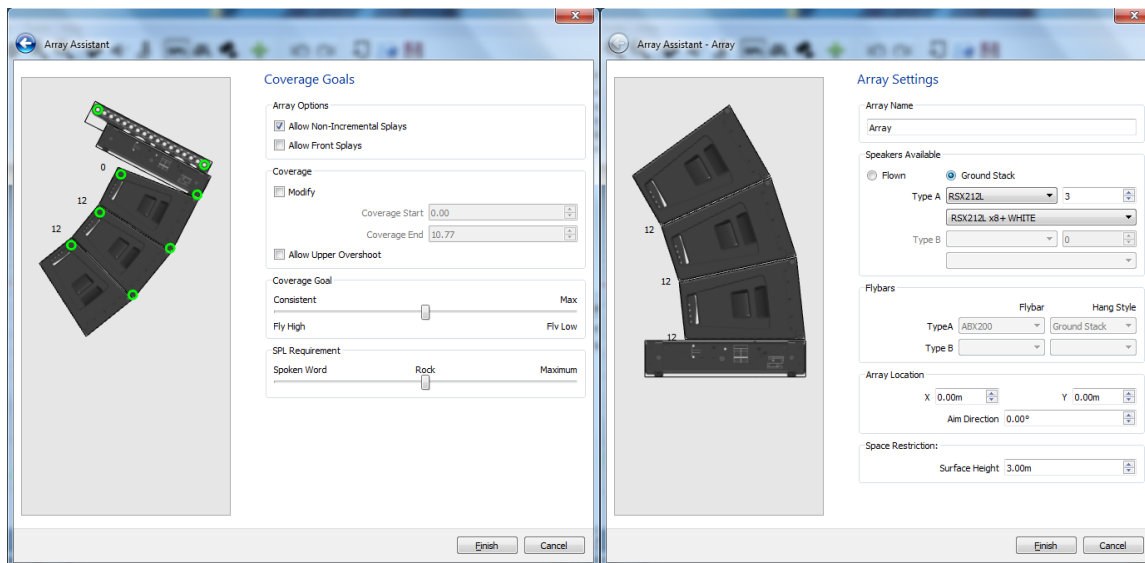 Array Assistant
Coverage Goals
Array Options
Allow Non-Incremental Splays
Allow Front Splays
Coverage
Modify
Coverage Start 0.00
Coverage End 10.77
Allow Upper Overshoot
Coverage Goal
Consistent Max
Fly High Fly Low
SPL Requirement
Spoken Word Rock Maximum
0
12
12
Finish Cancel
Array Assistant - Array
Array Settings
Array Name
Array
Speakers Available
Flown Ground Stack
Type A RSX212L 3
RSX212L x8+ WHITE
Type B 0
Flybars
Flybar Hang Style
TypeA ABX200 Ground Stack
Type B
Array Location
X 0.00m Y 0.00m
Aim Direction 0.00°
Space Restriction:
Surface Height 3.00m
12
12
12
Finish Cancel